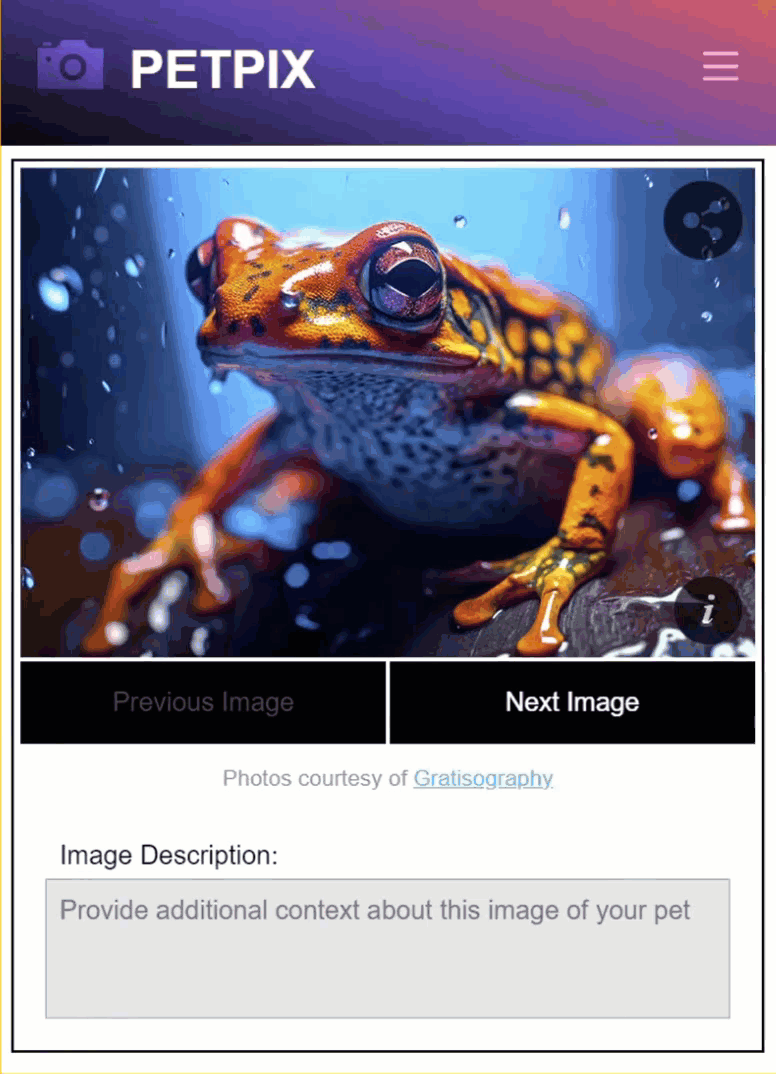 PETPIX
i
Previous Image
Next Image
Photos courtesy of Gratisography
Image Description:
Provide additional context about this image of your pet